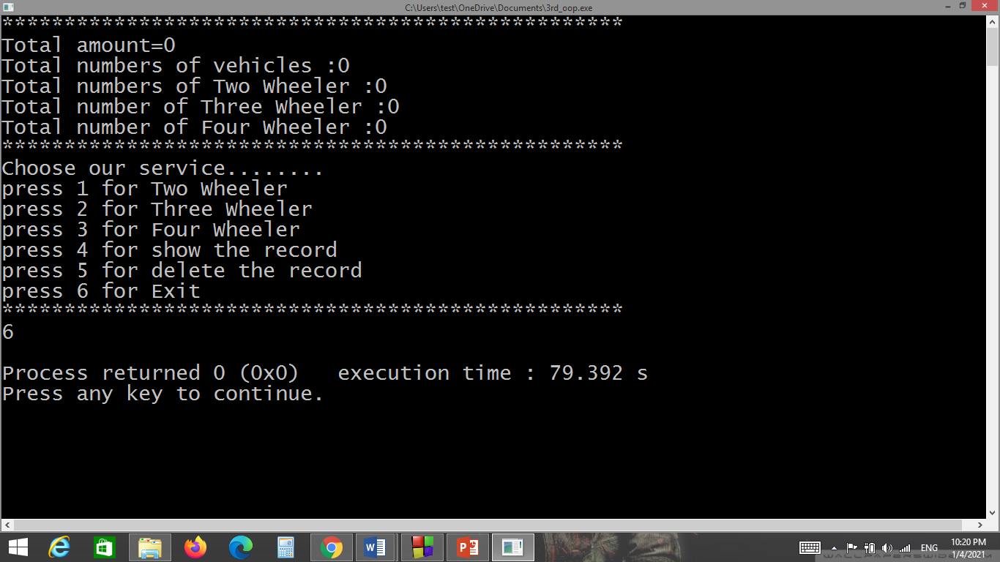 C:\Users\test\OneDrive\Documents\3rd_oop.exe
**************************************************
Total amount=0
Total numbers of vehicles :0
Total numbers of Two Wheeler :0
Total number of Three Wheeler :0
Total number of Four Wheeler :0
**************************************************
Choose our service........
press 1 for Two Wheeler
press 2 for Three Wheeler
press 3 for Four Wheeler
press 4 for show the record
press 5 for delete the record
press 6 for Exit
**************************************************
6
Process returned 0 (0x0)   execution time : 79.392 s
Press any key to continue.
ENG
10:20 PM
1/4/2021